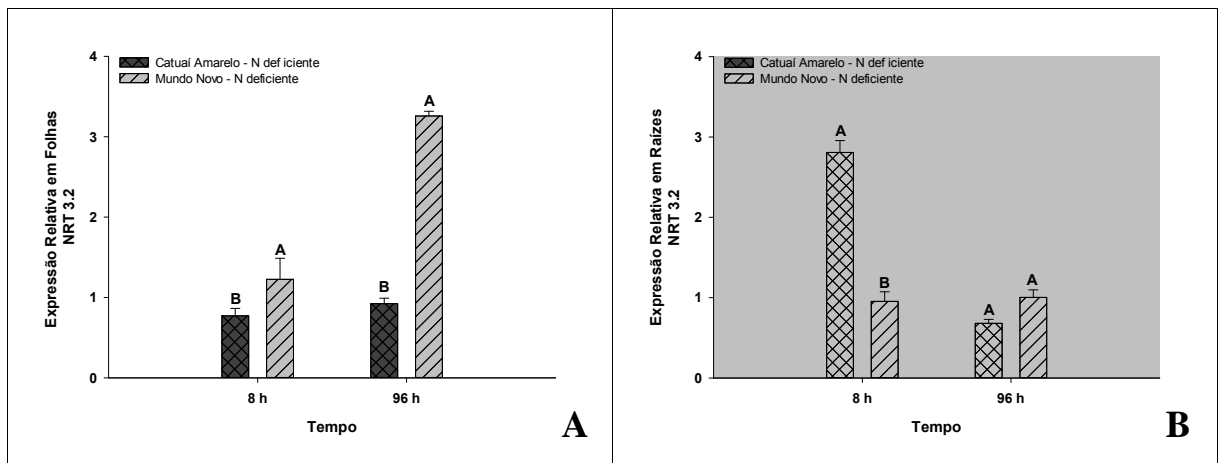 Catuaí Amarelo - N def iciente
Mundo Novo - N deficiente
Expressão Relativa em Folhas
NRT 3.2
4
3
2
1
0
B
A
B
A
8 h
96 h
Tempo
A
Catuaí Amarelo - N def iciente
Mundo Novo - N deficiente
Expressão Relativa em Raízes
NRT 3.2
4
3
2
1
0
A
B
A
A
8 h
96 h
Tempo
B